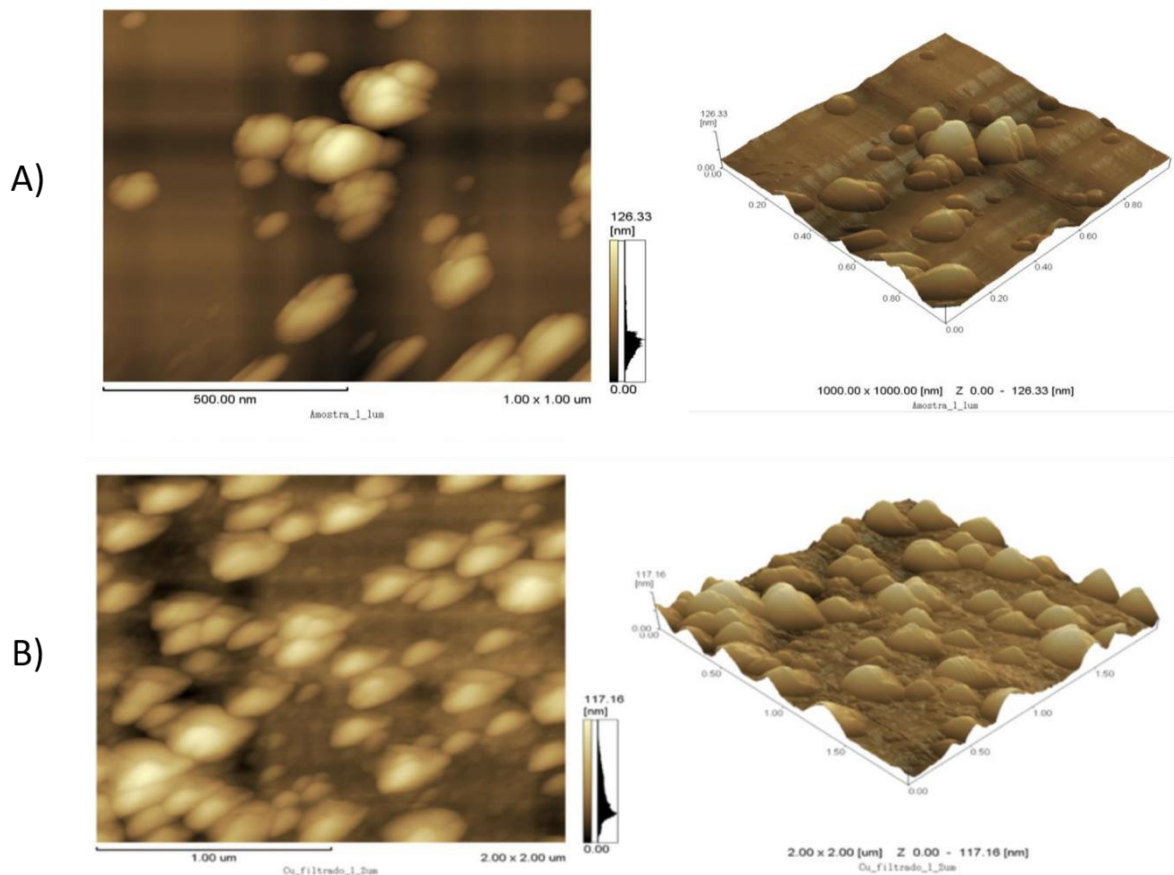 A)
126.33
[nm]
0.00
500.00 nm
1.00 x 1.00 um
Amostra_1_1um
126.33
[nm]
0.00
0.00
0.20
0.40
0.60
0.80
0.80
0.60
0.40
0.20
0.00
1000.00 x 1000.00 [nm] Z 0.00 - 126.33 [nm]
Amostra_1_1um
B)
117.16
[nm]
0.00
1.00 um
2.00 x 2.00 um
Cu_filtrado_1_2um
117.16
[nm]
0.00
0.00
0.50
1.00
1.50
1.50
1.00
0.50
0.00
2.00 x 2.00 [um] Z 0.00 - 117.16 [nm]
Cu_filtrado_1_2um